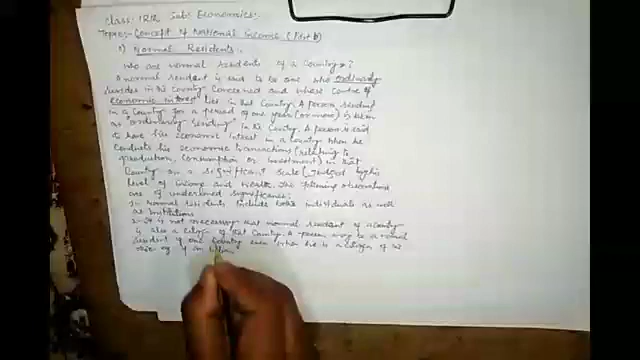 Class: 12th Sub: Economics:-
Topic:- Concept of National Income (Part b)
1) Normal Residents:-
Who are normal residents of a Country?
A normal resident is said to be one who ordinarily
resides in the country Concerned and whose Centre of
economic interest lies in that Country. A person residing
in a Country for a period of one year (or more) is taken
as "ordinarily residing" in the Country. A person is said
to have his economic interest in a country when he
conducts his economic transactions (relating to
production, Consumption or investment) in that
Country on a significant scale judged by his
level of income and wealth. The following observations
are of underlined significance:
1- Normal residents include both individuals as well
as institutions
2- It is not necessary that normal resident of a country
is also a citizen of that Country. A person may be a normal
resident of one Country even when he is a citizen of
eg. if an Indian